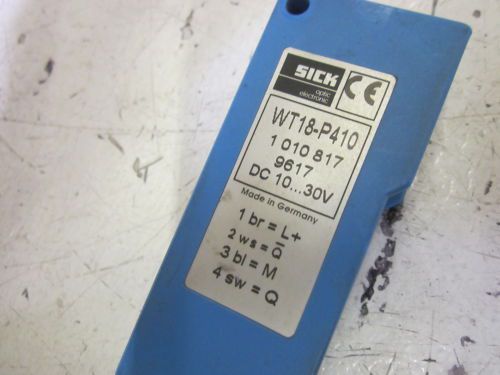 SICK
optic
electronic
CE
WT18-P410
1 010 817
9617
DC 10...30V
Made in Germany
1 br = L+
2 ws = Q̅
3 bl = M
4 sw = Q